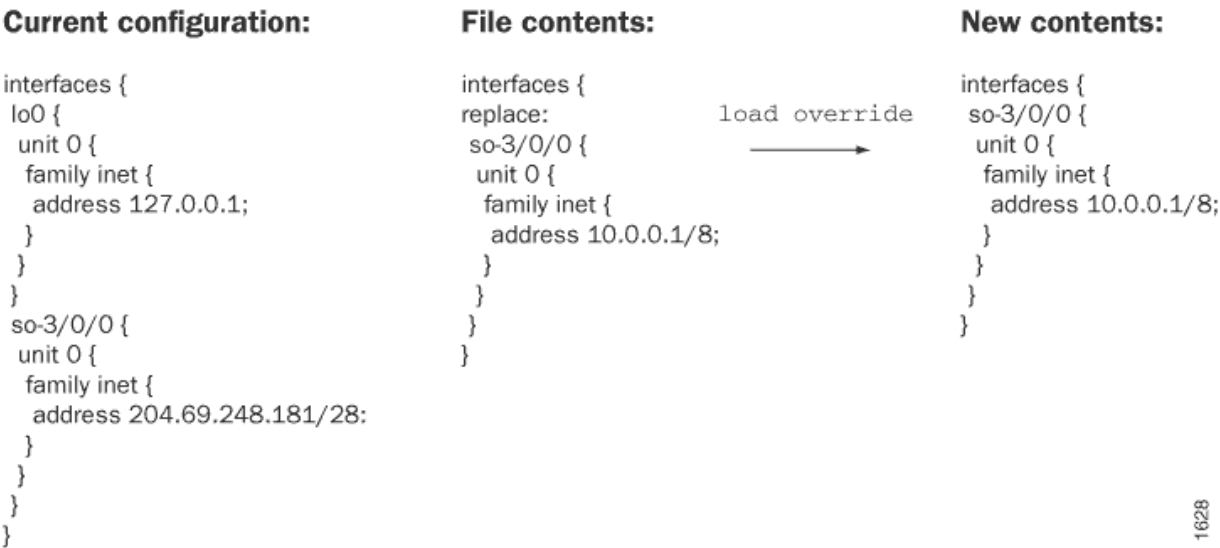 Current configuration:
interfaces {
lo0 {
unit 0 {
family inet {
address 127.0.0.1;
}
}
}
so-3/0/0 {
unit 0 {
family inet {
address 204.69.248.181/28:
}
}
}
}
File contents:
interfaces {
replace:
so-3/0/0 {
unit 0 {
family inet {
address 10.0.0.1/8;
}
}
}
}
load override
New contents:
interfaces {
so-3/0/0 {
unit 0 {
family inet {
address 10.0.0.1/8;
}
}
}
}
1628